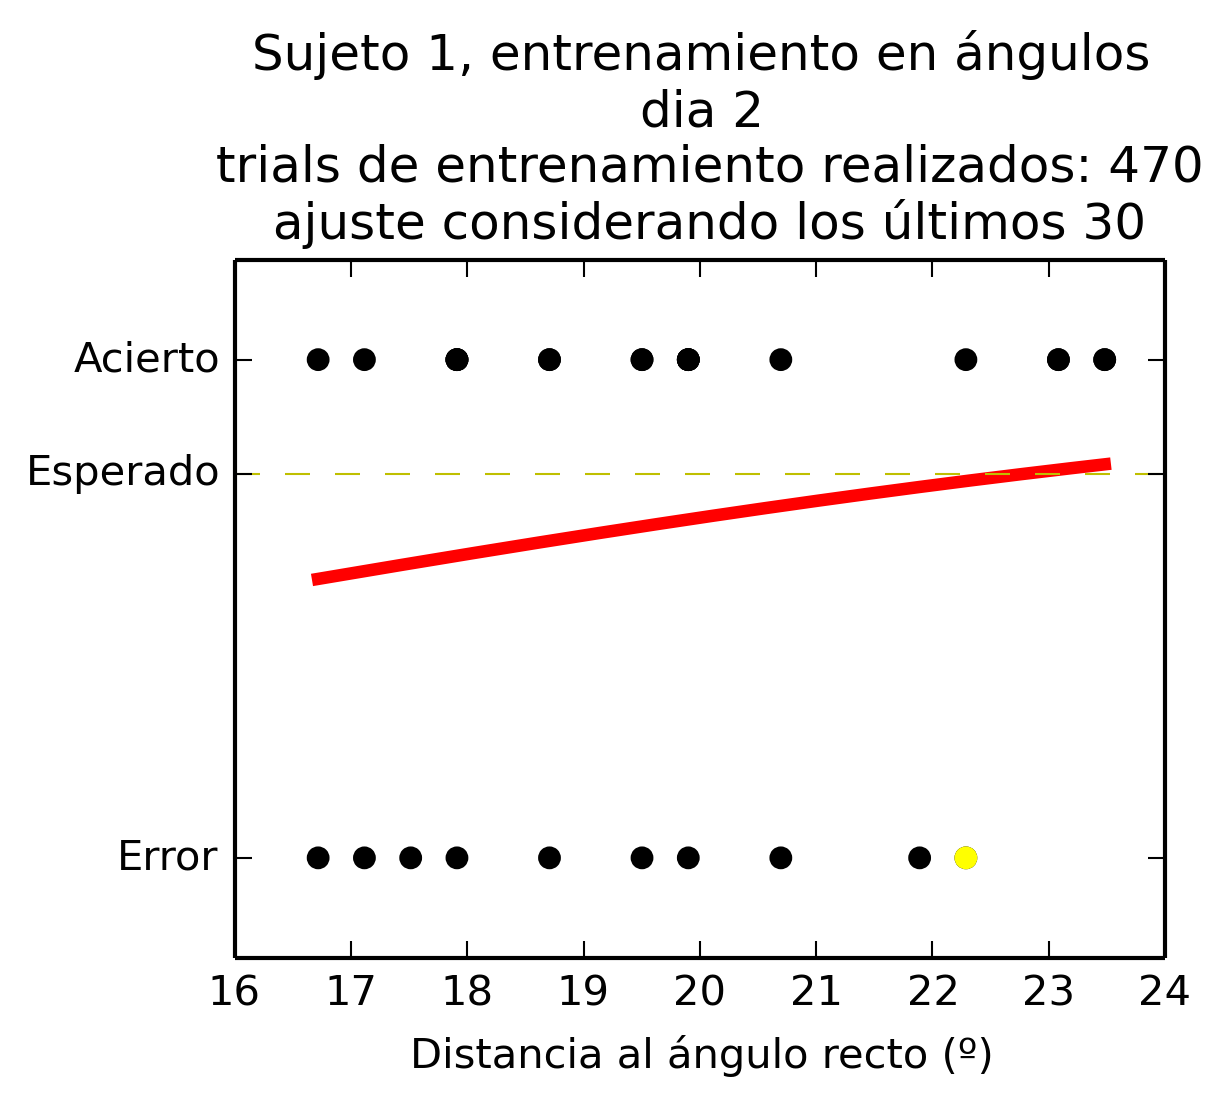 Sujeto 1, entrenamiento en ángulos
dia 2
trials de entrenamiento realizados: 470
ajuste considerando los últimos 30
Acierto
Esperado
Error
16 17 18 19 20 21 22 23 24
Distancia al ángulo recto (º)